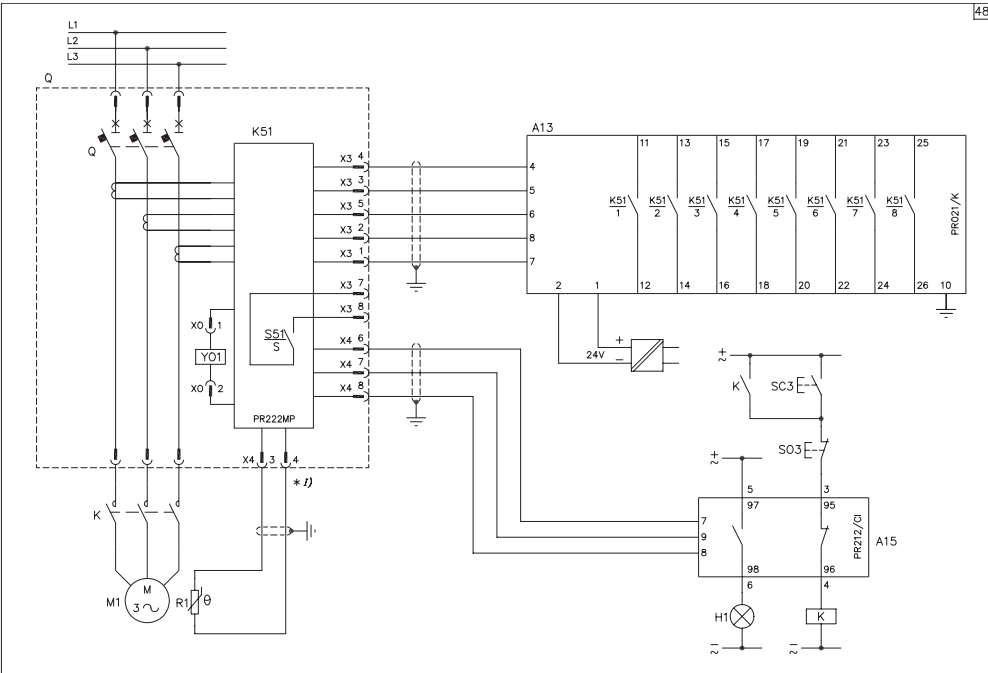 48
L1
L2
L3
Q
Q
K51
A13
11 13 15 17 19 21 23 25
X3 4
4
X3 3
5
X3 5
6
X3 2
8
X3 1
7
K51 K51 K51 K51 K51 K51 K51 K51
1 2 3 4 5 6 7 8
PR021/K
2 1 12 14 16 18 20 22 24 26 10
X3 7
X3 8
X0 1
Y01
X0 2
S51
S
X4 6
X4 7
X4 8
24V + −
PR222MP
X4 3 4
* 1)
+
~
K
SC3
SO3
+
~
5 3
97 95
7
9
8
PR212/CI
A15
98 96
6 4
K
M1
M
3 ~
R1
θ
H1
K
−
~
−
~